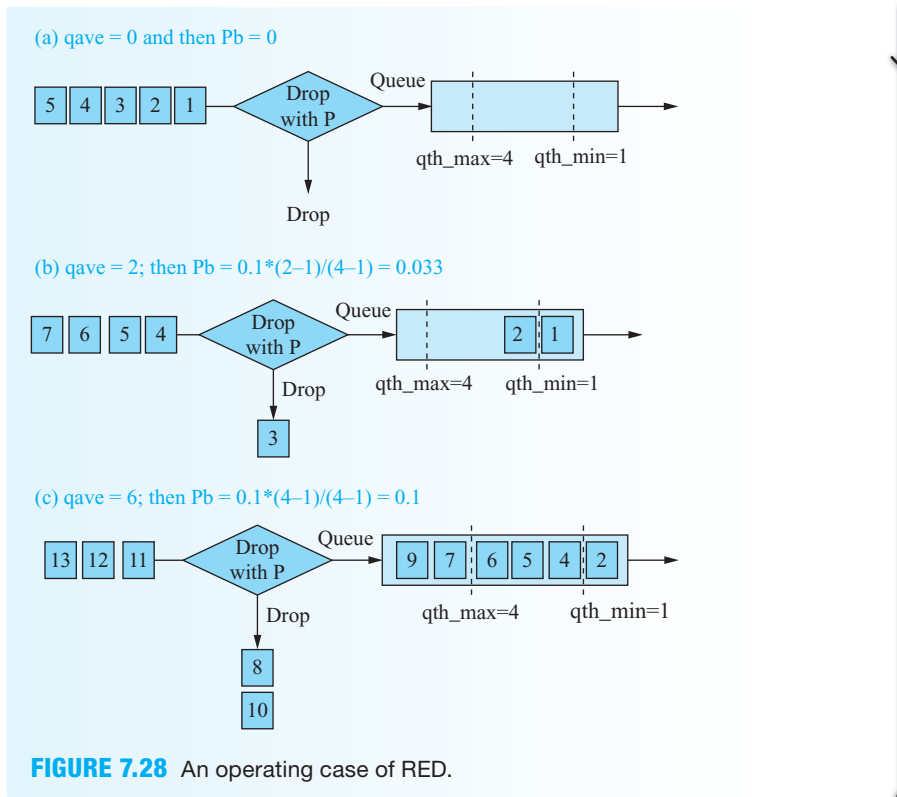 (a) qave = 0 and then Pb = 0
Queue
5 4 3 2 1
Drop
with P
qth_max=4 qth_min=1
Drop
(b) qave = 2; then Pb = 0.1*(2–1)/(4–1) = 0.033
Queue
7 6 5 4
Drop
with P
2 1
qth_max=4 qth_min=1
Drop
3
(c) qave = 6; then Pb = 0.1*(4–1)/(4–1) = 0.1
Queue
13 12 11
Drop
with P
9 7 6 5 4 2
qth_max=4 qth_min=1
Drop
8
10
FIGURE 7.28 An operating case of RED.